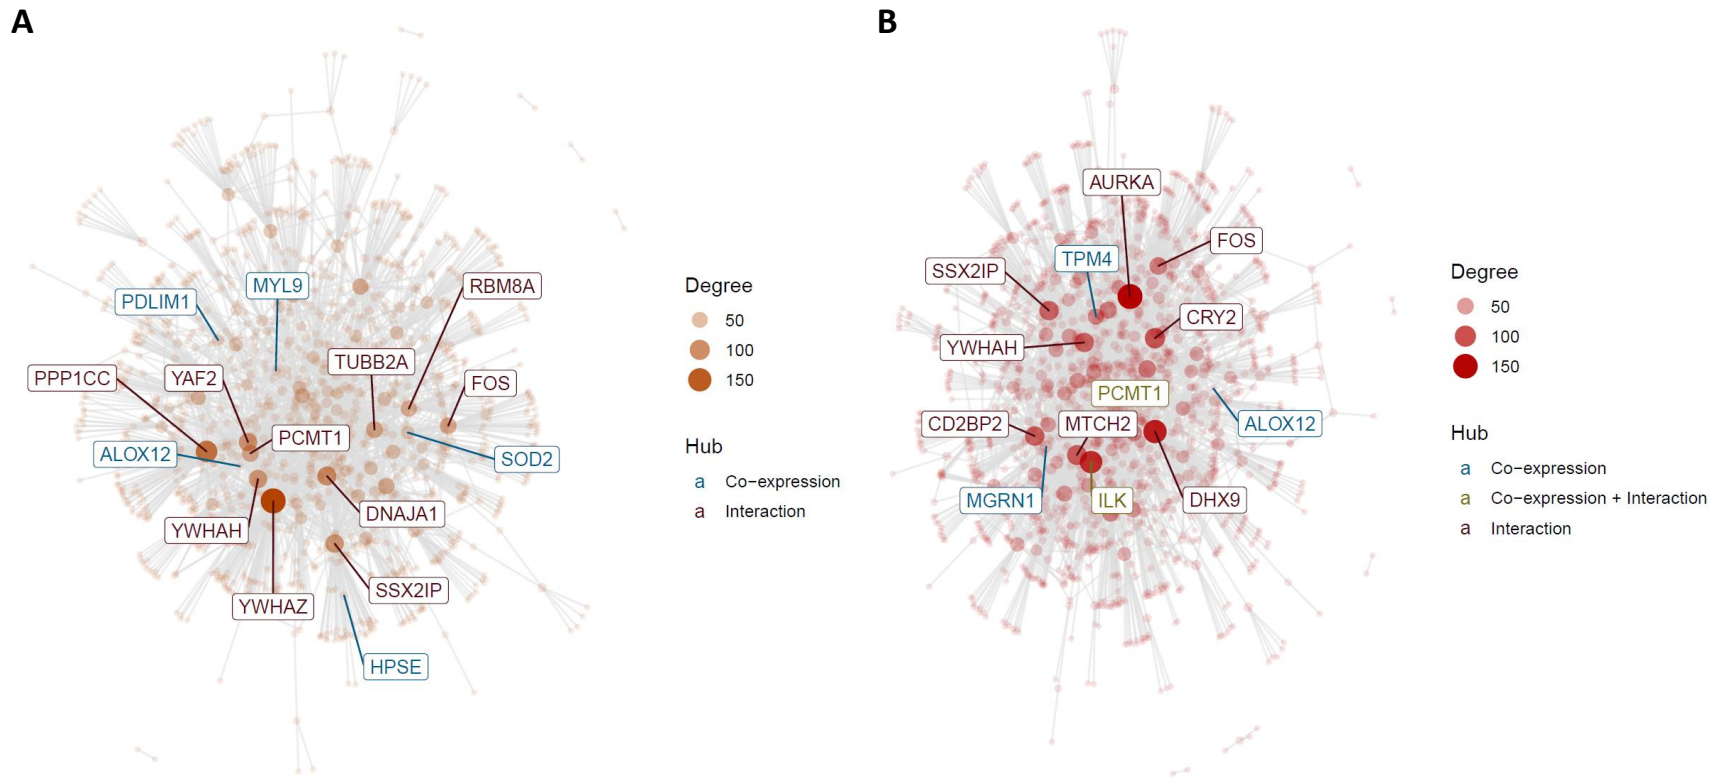 A
MYL9
PDLIM1
RBM8A
TUBB2A
PPP1CC
YAF2
FOS
PCMT1
ALOX12
SOD2
DNAJA1
YWHAH
SSX2IP
YWHAZ
HPSE
Degree
50
100
150
Hub
a Co-expression
a Interaction
B
AURKA
FOS
TPM4
SSX2IP
CRY2
YWHAH
PCMT1
CD2BP2
MTCH2
ALOX12
MGRN1
ILK
DHX9
Degree
50
100
150
Hub
a Co-expression
a Co-expression + Interaction
a Interaction